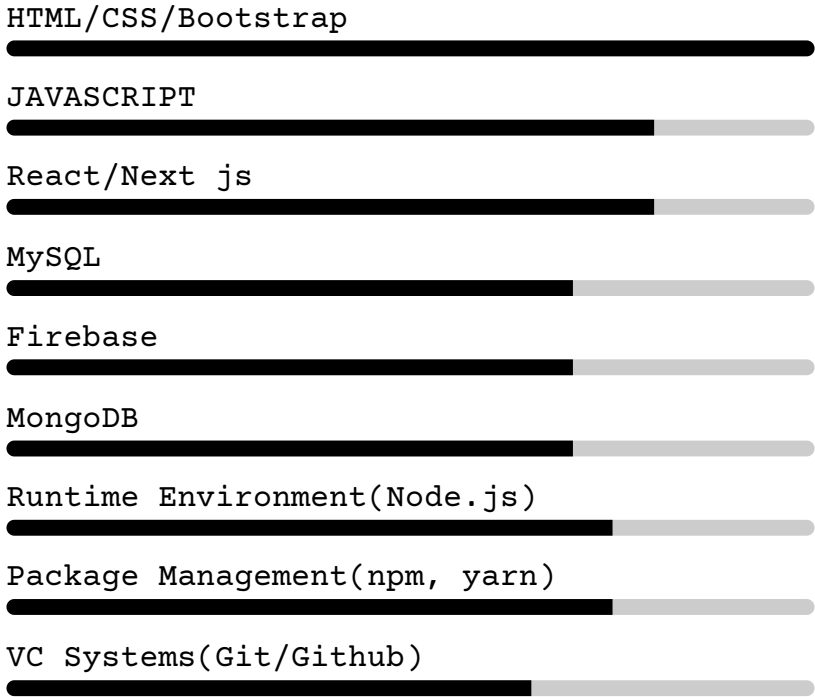 HTML/CSS/Bootstrap
JAVASCRIPT
React/Next js
MySQL
Firebase
MongoDB
Runtime Environment(Node.js)
Package Management(npm, yarn)
VC Systems(Git/Github)